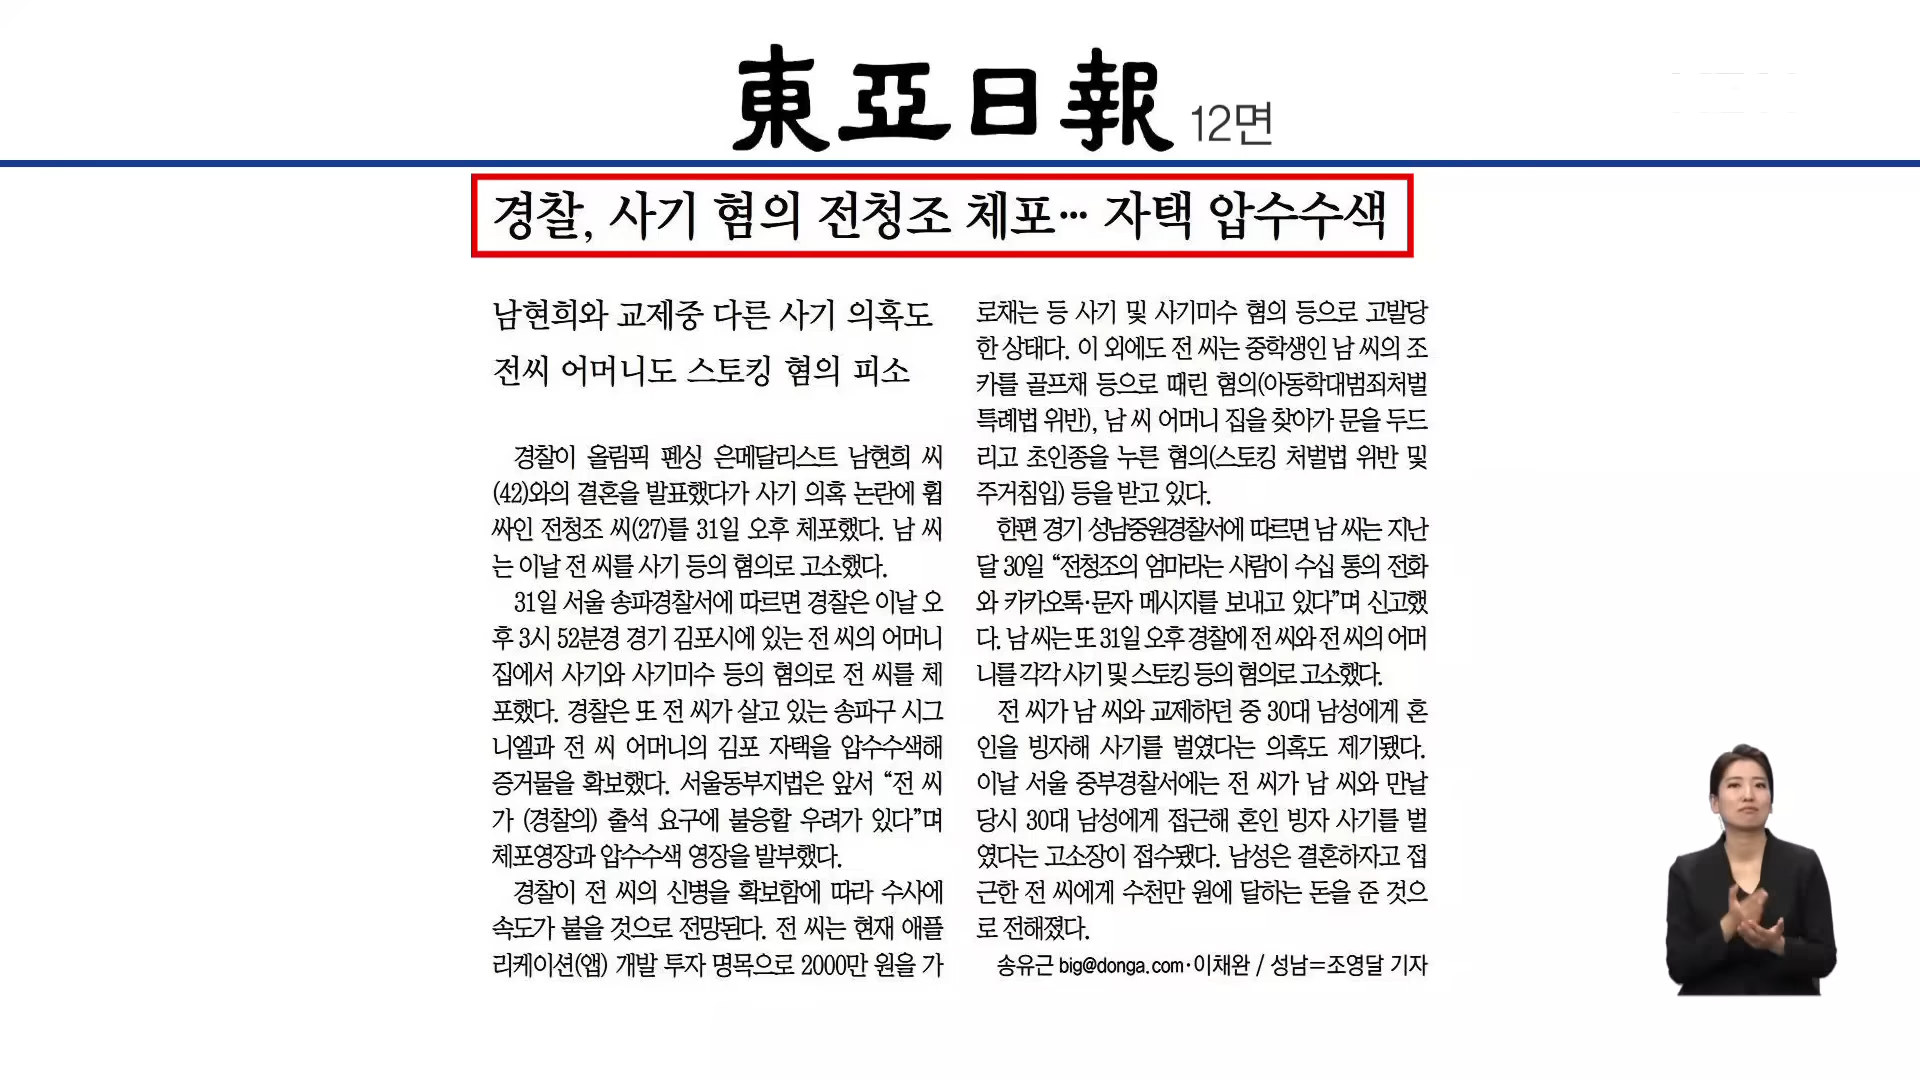 東亞日報 12면
경찰, 사기 혐의 전청조 체포… 자택 압수수색
남현희와 교제중 다른 사기 의혹도
전씨 어머니도 스토킹 혐의 피소
경찰이 올림픽 펜싱 은메달리스트 남현희 씨
(42)와의 결혼을 발표했다가 사기 의혹 논란에 휩
싸인 전청조 씨(27)를 31일 오후 체포했다. 남 씨
는 이날 전 씨를 사기 등의 혐의로 고소했다.
31일 서울 송파경찰서에 따르면 경찰은 이날 오
후 3시 52분경 경기 김포시에 있는 전 씨의 어머니
집에서 사기와 사기미수 등의 혐의로 전 씨를 체
포했다. 경찰은 또 전 씨가 살고 있는 송파구 시그
니엘과 전 씨 어머니의 김포 자택을 압수수색해
증거물을 확보했다. 서울동부지법은 앞서 “전 씨
가 (경찰의) 출석 요구에 불응할 우려가 있다”며
체포영장과 압수수색 영장을 발부했다.
경찰이 전 씨의 신병을 확보함에 따라 수사에
속도가 붙을 것으로 전망된다. 전 씨는 현재 애플
리케이션(앱) 개발 투자 명목으로 2000만 원을 가
로채는 등 사기 및 사기미수 혐의 등으로 고발당
한 상태다. 이 외에도 전 씨는 중학생인 남 씨의 조
카를 골프채 등으로 때린 혐의(아동학대범죄처벌
특례법 위반), 남 씨 어머니 집을 찾아가 문을 두드
리고 초인종을 누른 혐의(스토킹 처벌법 위반 및
주거침입) 등을 받고 있다.
한편 경기 성남중원경찰서에 따르면 남 씨는 지난
달 30일 “전청조의 엄마라는 사람이 수십 통의 전화
와 카카오톡·문자 메시지를 보내고 있다”며 신고했
다. 남 씨는 또 31일 오후 경찰에 전 씨와 전 씨의 어머
니를 각각 사기 및 스토킹 등의 혐의로 고소했다.
전 씨가 남 씨와 교제하던 중 30대 남성에게 혼
인을 빙자해 사기를 벌였다는 의혹도 제기됐다.
이날 서울 중부경찰서에는 전 씨가 남 씨와 만날
당시 30대 남성에게 접근해 혼인 빙자 사기를 벌
였다는 고소장이 접수됐다. 남성은 결혼하자고 접
근한 전 씨에게 수천만 원에 달하는 돈을 준 것으
로 전해졌다.
송유근 big@donga.com·이채완 / 성남=조영달 기자